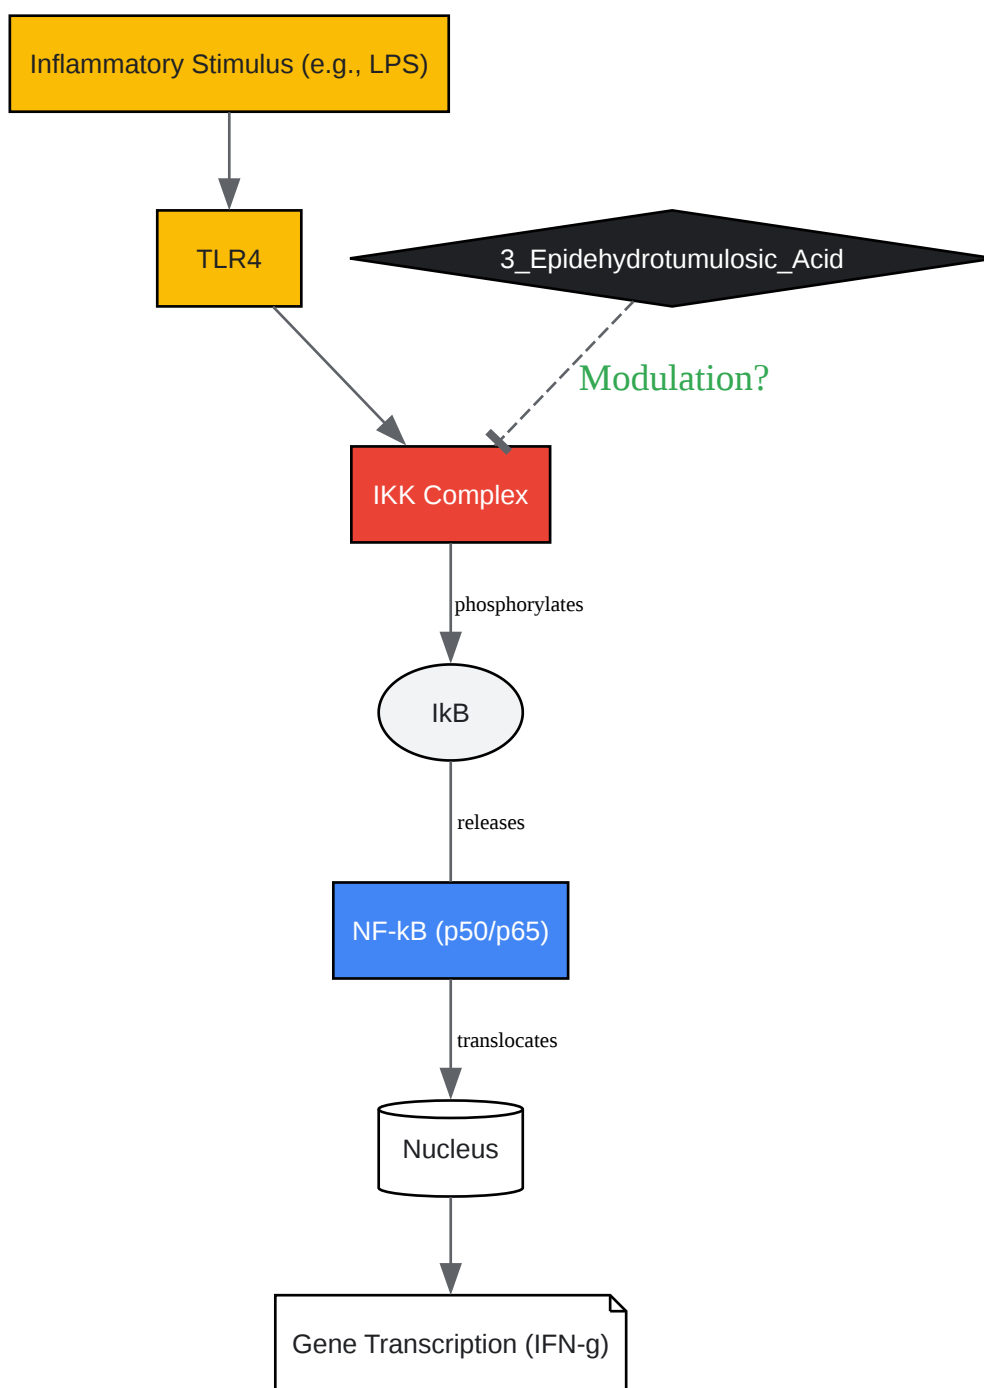 Inflammatory Stimulus (e.g., LPS)
TLR4
3_Epidehydrotumulosic_Acid
Modulation?
IKK Complex
phosphorylates
IkB
releases
NF-kB (p50/p65)
translocates
Nucleus
Gene Transcription (IFN-g)